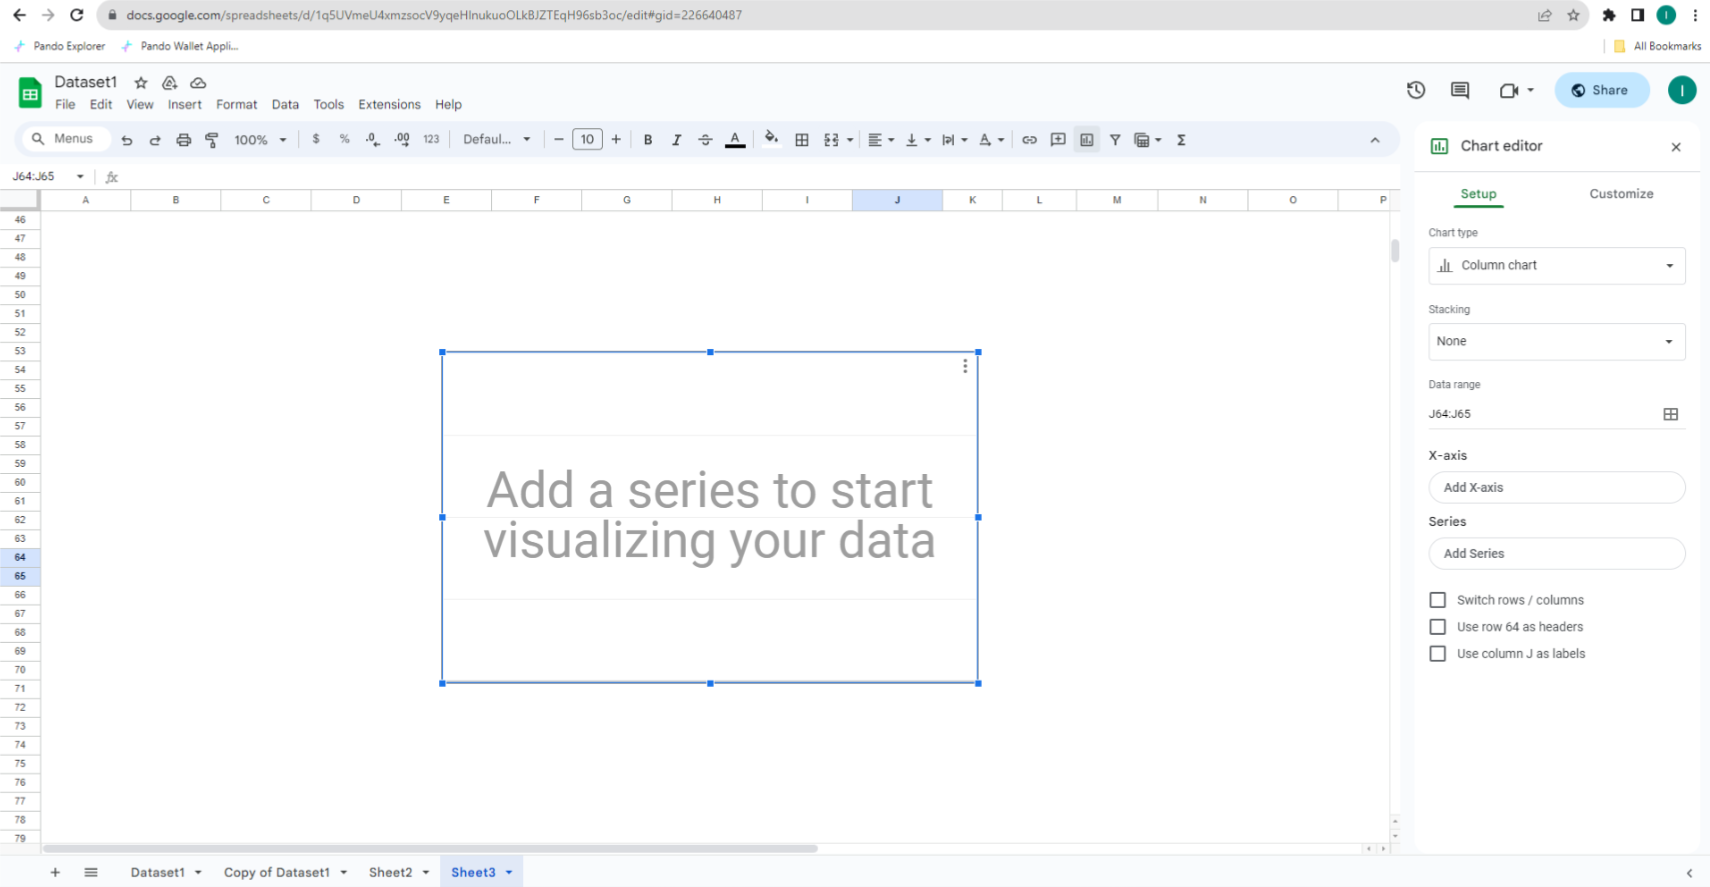 docs.google.com/spreadsheets/d/1q5UVmeU4xmzsocV9yqeHInukuoOLkBJZTEqH96sb3oc/edit#gid=226640487
Pando Explorer Pando Wallet Appli... All Bookmarks
Dataset1
File Edit View Insert Format Data Tools Extensions Help
Share
I
Menus 100% $ % .0 .00 123 Defaul... 10 B I A Σ
J64:J65 fx
A B C D E F G H I J K L M N O P
46
47
48
49
50
51
52
53
54
55
56
57
58
59
60
61
62
63
64
65
66
67
68
69
70
71
72
73
74
75
76
77
78
79
Add a series to start
visualizing your data
Chart editor
Setup Customize
Chart type
Column chart
Stacking
None
Data range
J64:J65
X-axis
Add X-axis
Series
Add Series
Switch rows / columns
Use row 64 as headers
Use column J as labels
Dataset1 Copy of Dataset1 Sheet2 Sheet3